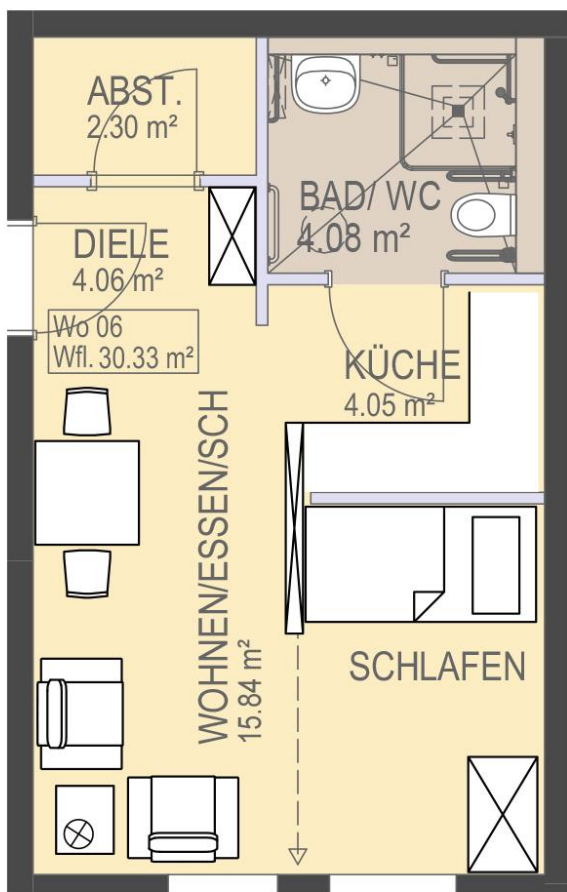 ABST.
2.30 m²
BAD/ WC
4.08 m²
DIELE
4.06 m²
Wo 06
Wfl. 30.33 m²
KÜCHE
4.05 m²
WOHNEN/ESSEN/SCH
15.84 m²
SCHLAFEN